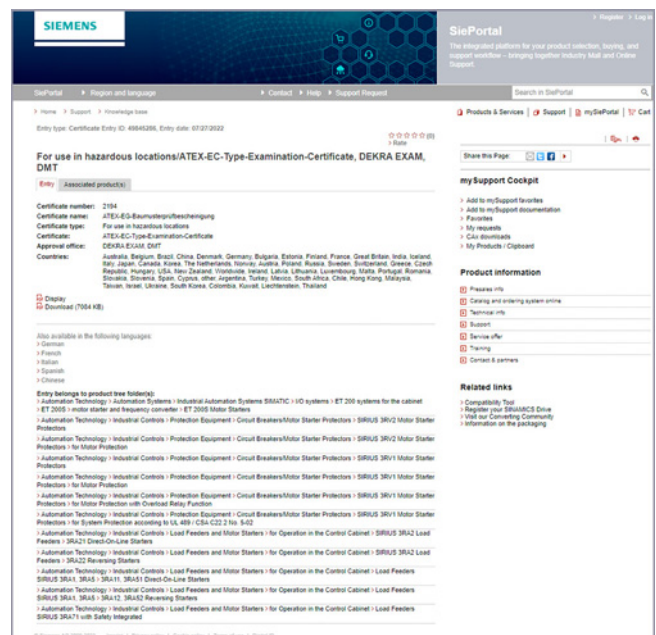 SIEMENS
> Register > Log in
SiePortal
The integrated platform for your product selection, buying, and
support workflow – bringing together Industry Mall and Online
Support.
SiePortal > Region and language > Contact > Help > Support Request Search in SiePortal
> Home > Support > Knowledge base
Products & Services | Support | mySiePortal | Cart
Entry type: Certificate Entry ID: 49845266, Entry date: 07/27/2022
(0)
> Rate
For use in hazardous locations/ATEX-EC-Type-Examination-Certificate, DEKRA EXAM,
DMT
Entry Associated product(s)
Certificate number: 2194
Certificate name: ATEX-EG-Baumusterprüfbescheinigung
Certificate type: For use in hazardous locations
Certificate: ATEX-EC-Type-Examination-Certificate
Approval office: DEKRA EXAM, DMT
Countries: Australia, Belgium, Brazil, China, Denmark, Germany, Bulgaria, Estonia, Finland, France, Great Britain, India, Iceland,
Italy, Japan, Canada, Korea, The Netherlands, Norway, Austria, Poland, Russia, Sweden, Switzerland, Greece, Czech
Republic, Hungary, USA, New Zealand, Worldwide, Ireland, Latvia, Lithuania, Luxembourg, Malta, Portugal, Romania,
Slovakia, Slovenia, Spain, Cyprus, other, Argentina, Turkey, Mexico, South Africa, Chile, Hong Kong, Malaysia,
Taiwan, Israel, Ukraine, South Korea, Colombia, Kuwait, Liechtenstein, Thailand
Display
Download (7984 KB)
Also available in the following languages:
> German
> French
> Italian
> Spanish
> Chinese
Entry belongs to product tree folder(s):
> Automation Technology > Automation Systems > Industrial Automation Systems SIMATIC > I/O systems > ET 200 systems for the cabinet
> ET 200S > motor starter and frequency converter > ET 200S Motor Starters
> Automation Technology > Industrial Controls > Protection Equipment > Circuit Breakers/Motor Starter Protectors > SIRIUS 3RV2 Motor Starter
Protectors
> Automation Technology > Industrial Controls > Protection Equipment > Circuit Breakers/Motor Starter Protectors > SIRIUS 3RV2 Motor Starter
Protectors > for Motor Protection
> Automation Technology > Industrial Controls > Protection Equipment > Circuit Breakers/Motor Starter Protectors > SIRIUS 3RV1 Motor Starter
Protectors
> Automation Technology > Industrial Controls > Protection Equipment > Circuit Breakers/Motor Starter Protectors > SIRIUS 3RV1 Motor Starter
Protectors > for Motor Protection
> Automation Technology > Industrial Controls > Protection Equipment > Circuit Breakers/Motor Starter Protectors > SIRIUS 3RV1 Motor Starter
Protectors > for Motor Protection with Overload Relay Function
> Automation Technology > Industrial Controls > Protection Equipment > Circuit Breakers/Motor Starter Protectors > SIRIUS 3RV1 Motor Starter
Protectors > for System Protection according to UL 489 / CSA C22.2 No. 5-02
> Automation Technology > Industrial Controls > Load Feeders and Motor Starters > for Operation in the Control Cabinet > SIRIUS 3RA2 Load
Feeders > 3RA21 Direct-On-Line Starters
> Automation Technology > Industrial Controls > Load Feeders and Motor Starters > for Operation in the Control Cabinet > SIRIUS 3RA2 Load
Feeders > 3RA22 Reversing Starters
> Automation Technology > Industrial Controls > Load Feeders and Motor Starters > for Operation in the Control Cabinet > Load Feeders
SIRIUS 3RA1, 3RA5 > 3RA11, 3RA51 Direct-On-Line Starters
> Automation Technology > Industrial Controls > Load Feeders and Motor Starters > for Operation in the Control Cabinet > Load Feeders
SIRIUS 3RA1, 3RA5 > 3RA12, 3RA52 Reversing Starters
> Automation Technology > Industrial Controls > Load Feeders and Motor Starters > for Operation in the Control Cabinet > Load Feeders
SIRIUS 3RA71 with Safety Integrated
Share this Page:
mySupport Cockpit
> Add to mySupport favorites
> Add to mySupport documentation
> Favorites
> My requests
> CAx downloads
> My Products / Clipboard
Product information
Presales info
Catalog and ordering system online
Technical info
Support
Service offer
Training
Contact & partners
Related links
> Compatibility Tool
> Register your SINAMICS Drive
> Visit our Converting Community
> Information on the packaging